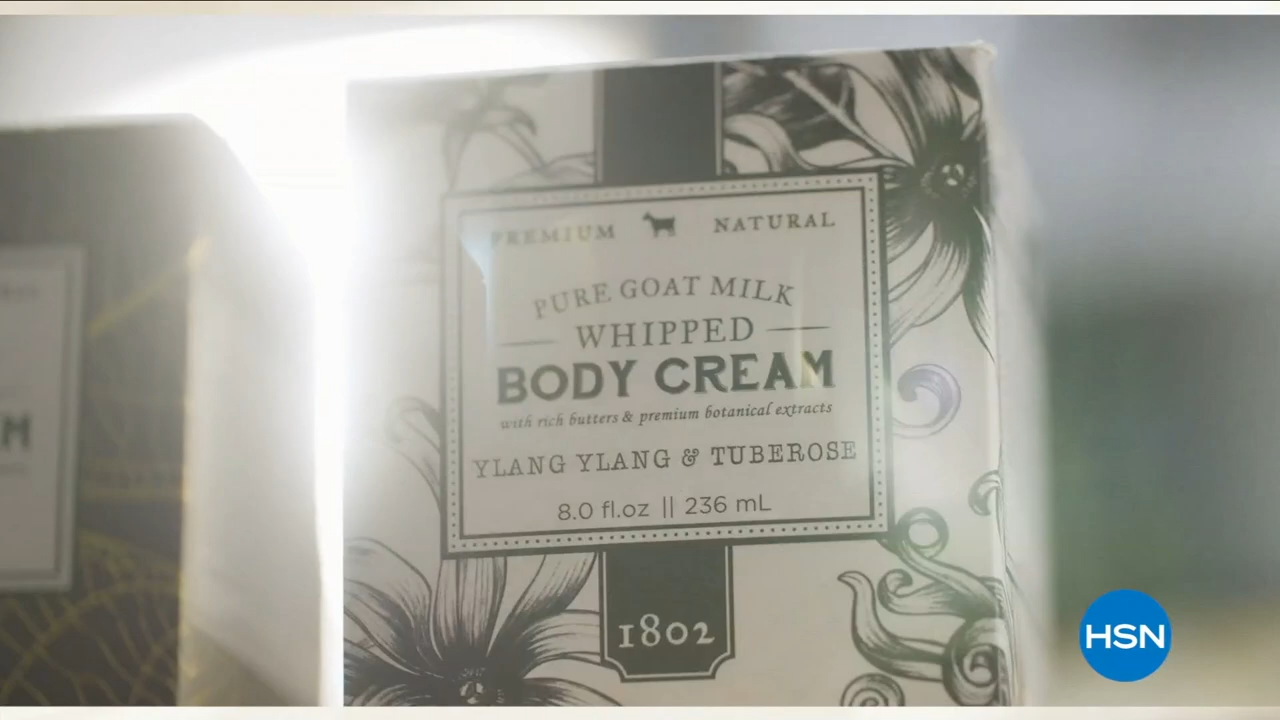 PREMIUM NATURAL
PURE GOAT MILK
WHIPPED
BODY CREAM
with rich butters & premium botanical extracts
YLANG YLANG & TUBEROSE
8.0 fl.oz || 236 mL
1802
HSN